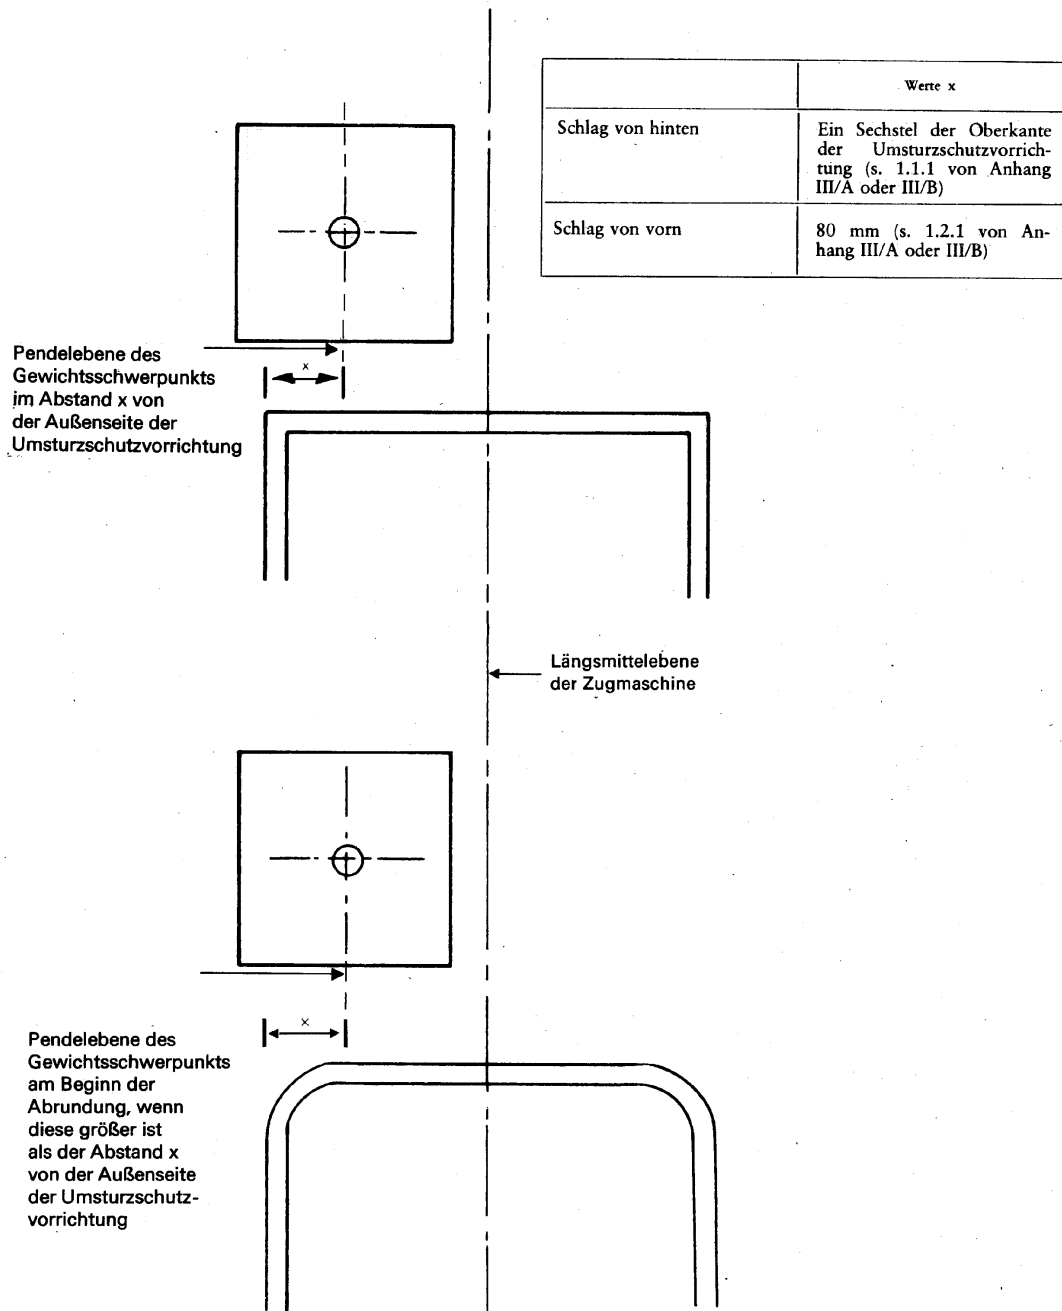 Werte x
Schlag von hinten
Ein Sechstel der Oberkante
der Umsturzschutzvorrich-
tung (s. 1.1.1 von Anhang
III/A oder III/B)
Schlag von vorn
80 mm (s. 1.2.1 von An-
hang III/A oder III/B)
Pendelebene des
Gewichtsschwerpunkts
im Abstand x von
der Außenseite der
Umsturzschutzvorrichtung
x
Längsmittelebene
der Zugmaschine
x
Pendelebene des
Gewichtsschwerpunkts
am Beginn der
Abrundung, wenn
diese größer ist
als der Abstand x
von der Außenseite
der Umsturzschutz-
vorrichtung